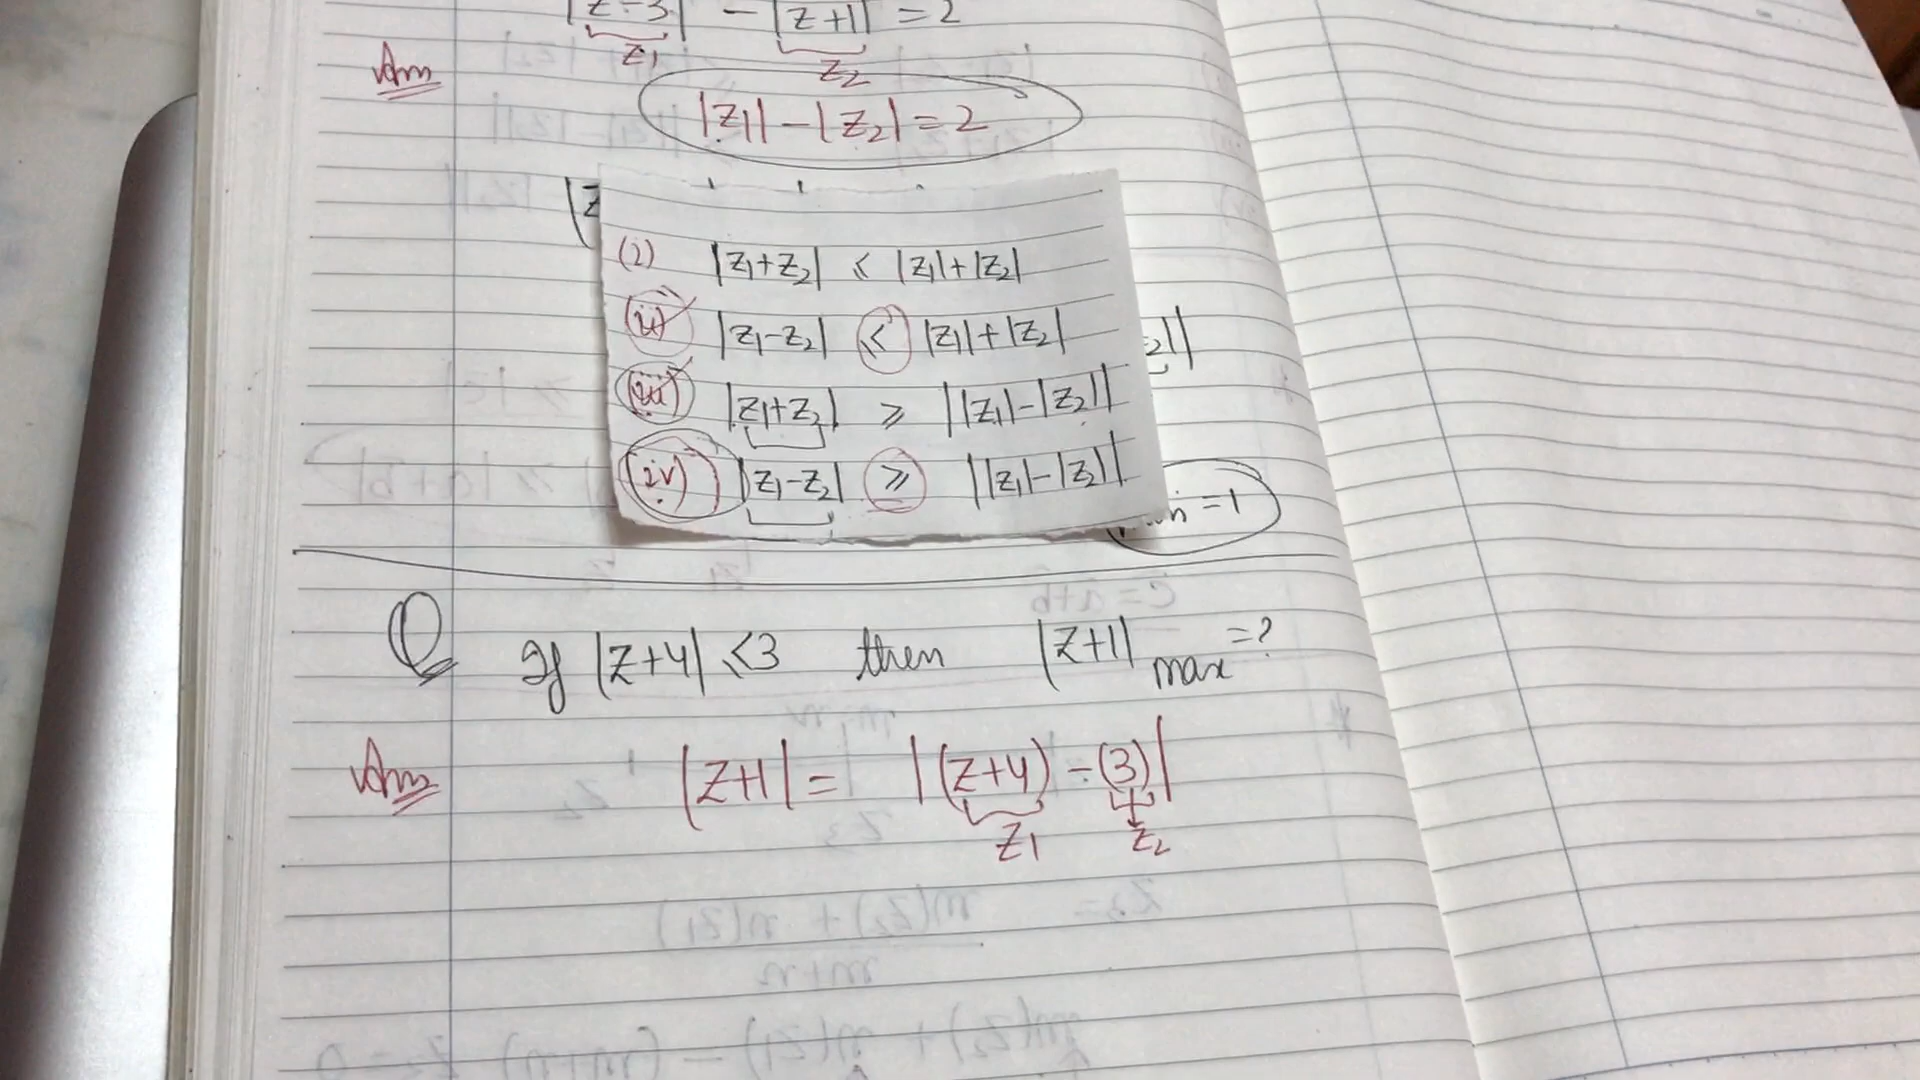 |z-3| - |z+1| = 2
z1 z2
Ans
|z1| - |z2| = 2
|z
(i) |z1+z2| ≤ |z1|+|z2|
(ii) |z1-z2| ≤ |z1|+|z2|
(iii) |z1+z2| ≥ ||z1|-|z2||
(iv) |z1-z2| ≥ ||z1|-|z2||
2||
=1
Q If |z+4| ≤ 3 then |z+1| max = ?
Ans |z+1| = |(z+4) - (3)|
z1 z2